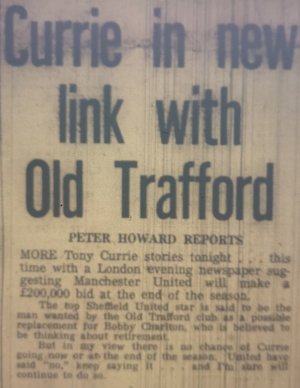 Currie in new
link with
Old Trafford
PETER HOWARD REPORTS
MORE Tony Currie stories tonight . . . this
time with a London evening newspaper sug-
gesting Manchester United will make a
£200,000 bid at the end of the season.
The top Sheffield United star is said to be the
man wanted by the Old Trafford club as a possible
replacement for Bobby Charlton, who is believed to
be thinking about retirement.
But in my view there is no chance of Currie
going now or at the end of the season. United have
said "no," keep saying it . . . and I'm sure will
continue to do so.